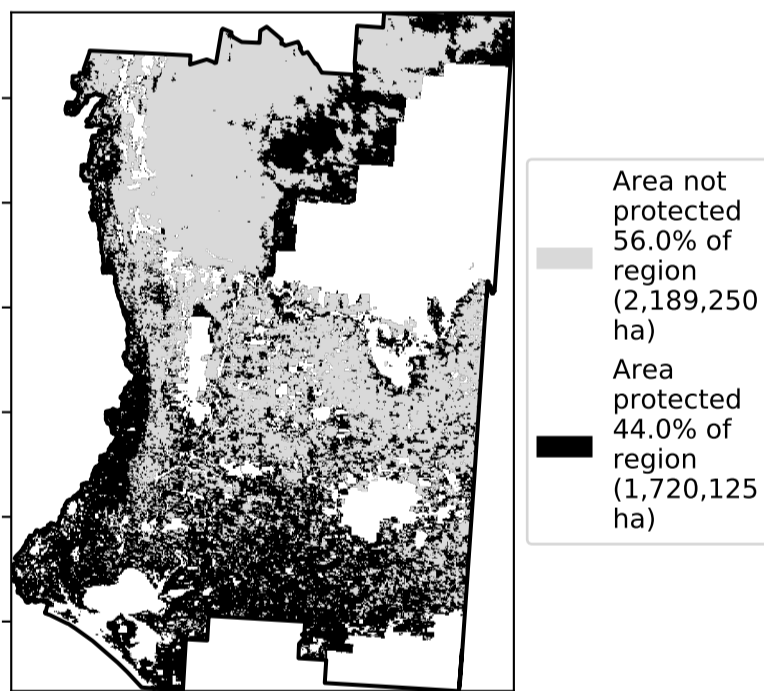 Area not
protected
56.0% of
region
(2,189,250
ha)
Area
protected
44.0% of
region
(1,720,125
ha)